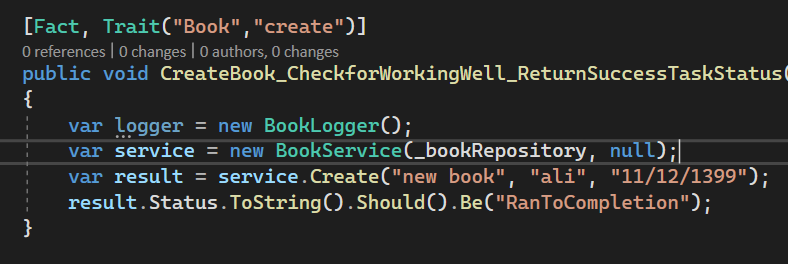 [Fact, Trait("Book","create")]
0 references | 0 changes | 0 authors, 0 changes
public void CreateBook_CheckforWorkingWell_ReturnSuccessTaskStatus(
{
var logger = new BookLogger();
var service = new BookService(_bookRepository, null);
var result = service.Create("new book", "ali", "11/12/1399");
result.Status.ToString().Should().Be("RanToCompletion");
}